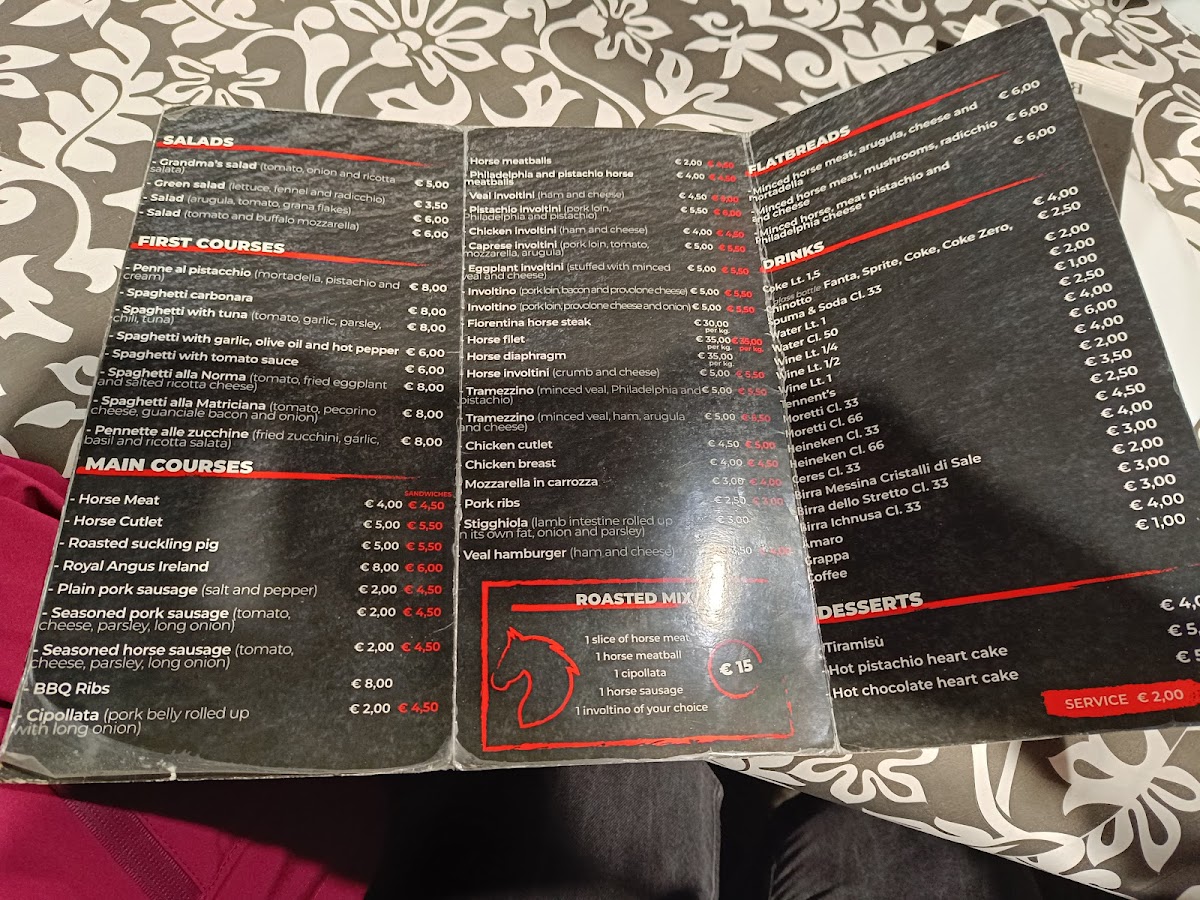 SALADS
- Grandma's salad (tomato, onion and ricotta
salata) € 5,00
- Green salad (lettuce, fennel and radicchio) € 3,50
- Salad (arugula, tomato, grana flakes) € 6,00
- Salad (tomato and buffalo mozzarella) € 6,00
FIRST COURSES
- Penne al pistacchio (mortadella, pistachio and
cream) € 8,00
- Spaghetti carbonara € 8,00
- Spaghetti with tuna (tomato, garlic, parsley, € 8,00
chili, tuna)
- Spaghetti with garlic, olive oil and hot pepper € 6,00
- Spaghetti with tomato sauce € 6,00
- Spaghetti alla Norma (tomato, fried eggplant € 8,00
and salted ricotta cheese)
- Spaghetti alla Matriciana (tomato, pecorino € 8,00
cheese, guanciale bacon and onion)
- Pennette alle zucchine (fried zucchini, garlic, € 8,00
basil and ricotta salata)
MAIN COURSES
SANDWICHES
- Horse Meat € 4,00 € 4,50
- Horse Cutlet € 5,00 € 5,50
- Roasted suckling pig € 5,00 € 5,50
- Royal Angus Ireland € 8,00 € 6,00
- Plain pork sausage (salt and pepper) € 2,00 € 4,50
- Seasoned pork sausage (tomato, € 2,00 € 4,50
cheese, parsley, long onion)
- Seasoned horse sausage (tomato, € 2,00 € 4,50
cheese, parsley, long onion)
- BBQ Ribs € 8,00
- Cipollata (pork belly rolled up € 2,00 € 4,50
with long onion)
Horse meatballs € 2,00 € 4,50
Philadelphia and pistachio horse € 4,00 € 4,50
meatballs
Veal involtini (ham and cheese) € 4,50
Pistachio involtini (pork loin, € 5,50 € 6,00
Philadelphia and pistachio)
Chicken involtini (ham and cheese) € 4,00 € 4,50
Caprese involtini (pork loin, tomato, € 5,00 € 5,50
mozzarella, arugula)
Eggplant involtini (stuffed with minced € 5,00 € 5,50
veal and cheese)
Involtino (pork loin, bacon and provolone cheese) € 5,00 € 5,50
Involtino (pork loin, provolone cheese and onion) € 5,00 € 5,50
Fiorentina horse steak € 30,00
per kg.
Horse filet € 35,00 € 35,00
per kg. per kg.
Horse diaphragm € 35,00
per kg.
Horse involtini (crumb and cheese) € 5,00 € 5,50
Tramezzino (minced veal, Philadelphia and € 5,00 € 5,50
pistachio)
Tramezzino (minced veal, ham, arugula € 5,00 € 5,50
and cheese)
Chicken cutlet € 4,50 € 5,00
Chicken breast € 4,00 € 4,50
Mozzarella in carrozza € 3,00 € 4,00
Pork ribs € 2,50 € 3,00
Stigghiola (lamb intestine rolled up € 3,00
in its own fat, onion and parsley)
Veal hamburger (ham and cheese) € 3,50 € 4,00
ROASTED MIX
1 slice of horse meat
1 horse meatball
1 cipollata
1 horse sausage
1 involtino of your choice
€ 15
FLATBREADS
- Minced horse meat, arugula, cheese and € 6,00
mortadella
- Minced horse meat, mushrooms, radicchio € 6,00
and cheese
- Minced horse, meat pistachio and € 6,00
Philadelphia cheese
DRINKS
Coke Lt. 1,5 € 4,00
Glass bottle Fanta, Sprite, Coke, Coke Zero, € 2,50
Chinotto
Spuma & Soda Cl. 33 € 2,00
Water Lt. 1 € 2,00
Water Cl. 50 € 1,00
Wine Lt. 1/4 € 2,50
Wine Lt. 1/2 € 4,00
Wine Lt. 1 € 6,00
Tennent's € 4,00
Moretti Cl. 33 € 2,00
Moretti Cl. 66 € 3,50
Heineken Cl. 33 € 2,50
Heineken Cl. 66 € 4,50
Ceres Cl. 33 € 4,00
Birra Messina Cristalli di Sale € 3,00
Birra dello Stretto Cl. 33 € 2,00
Birra Ichnusa Cl. 33 € 3,00
Amaro € 3,00
Grappa € 4,00
Coffee € 1,00
DESSERTS
Tiramisù
- Hot pistachio heart cake
- Hot chocolate heart cake
SERVICE € 2,00